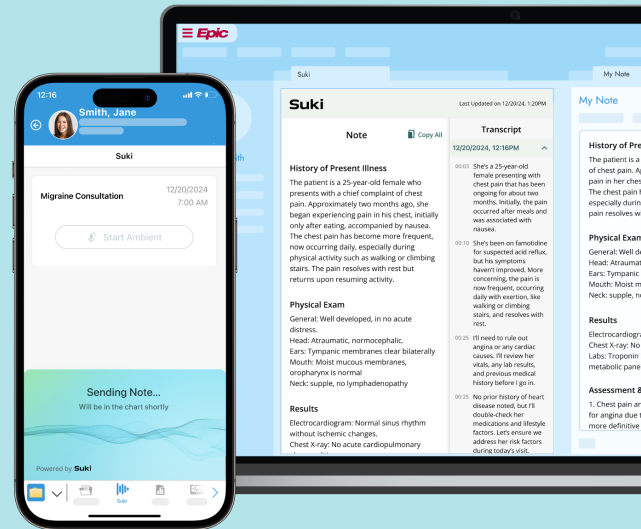 12:16
Smith, Jane
Suki
Migraine Consultation
12/20/2024
7:00 AM
Start Ambient
Sending Note...
Will be in the chart shortly
Powered by Suki
Suki
Epic
Suki
My Note
ith
Suki
Last Updated on 12/20/24, 1:20PM
Note
Copy All
History of Present Illness
The patient is a 25-year-old female who
presents with a chief complaint of chest
pain. Approximately two months ago, she
began experiencing pain in his chest, initially
only after eating, accompanied by nausea.
The chest pain has become more frequent,
now occurring daily, especially during
physical activity such as walking or climbing
stairs. The pain resolves with rest but
returns upon resuming activity.
Physical Exam
General: Well developed, in no acute
distress.
Head: Atraumatic, normocephalic.
Ears: Tympanic membranes clear bilaterally
Mouth: Moist mucous membranes,
oropharynx is normal
Neck: supple, no lymphadenopathy
Results
Electrocardiogram: Normal sinus rhythm
without ischemic changes.
Chest X-ray: No acute cardiopulmonary
Transcript
12/20/2024, 12:16PM
00:03 She's a 25-year-old
female presenting with
chest pain that has been
ongoing for about two
months. Initially, the pain
occurred after meals and
was associated with
nausea.
00:10 She's been on famotidine
for suspected acid reflux,
but his symptoms
haven't improved. More
concerning, the pain is
now frequent, occurring
daily with exertion, like
walking or climbing
stairs, and resolves with
rest.
00:25 I'll need to rule out
angina or any cardiac
causes. I'll review her
vitals, any lab results,
and previous medical
history before I go in.
00:25 No prior history of heart
disease noted, but I'll
double-check her
medications and lifestyle
factors. Let's ensure we
address her risk factors
during today's visit.
My Note
History of Pre
The patient is a
of chest pain. A
pain in her ches
The chest pain h
especially durin
pain resolves wi
Physical Exam
General: Well de
Head: Atraumat
Ears: Tympanic
Mouth: Moist m
Neck: supple, no
Results
Electrocardiogra
Chest X-ray: No
Labs: Troponin
metabolic pane
Assessment &
1. Chest pain an
for angina due t
more definitive